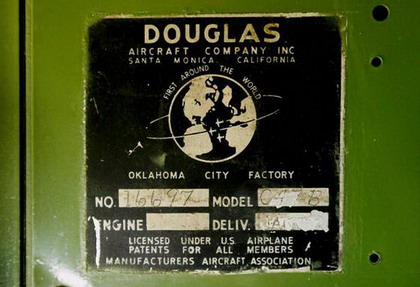 DOUGLAS
AIRCRAFT COMPANY INC
SANTA MONICA. CALIFORNIA
FIRST AROUND THE WORLD
OKLAHOMA CITY FACTORY
NO. 16697 MODEL C47B
ENGINE DELIV.
LICENSED UNDER U.S. AIRPLANE
PATENTS FOR ALL MEMBERS
MANUFACTURERS AIRCRAFT ASSOCIATION